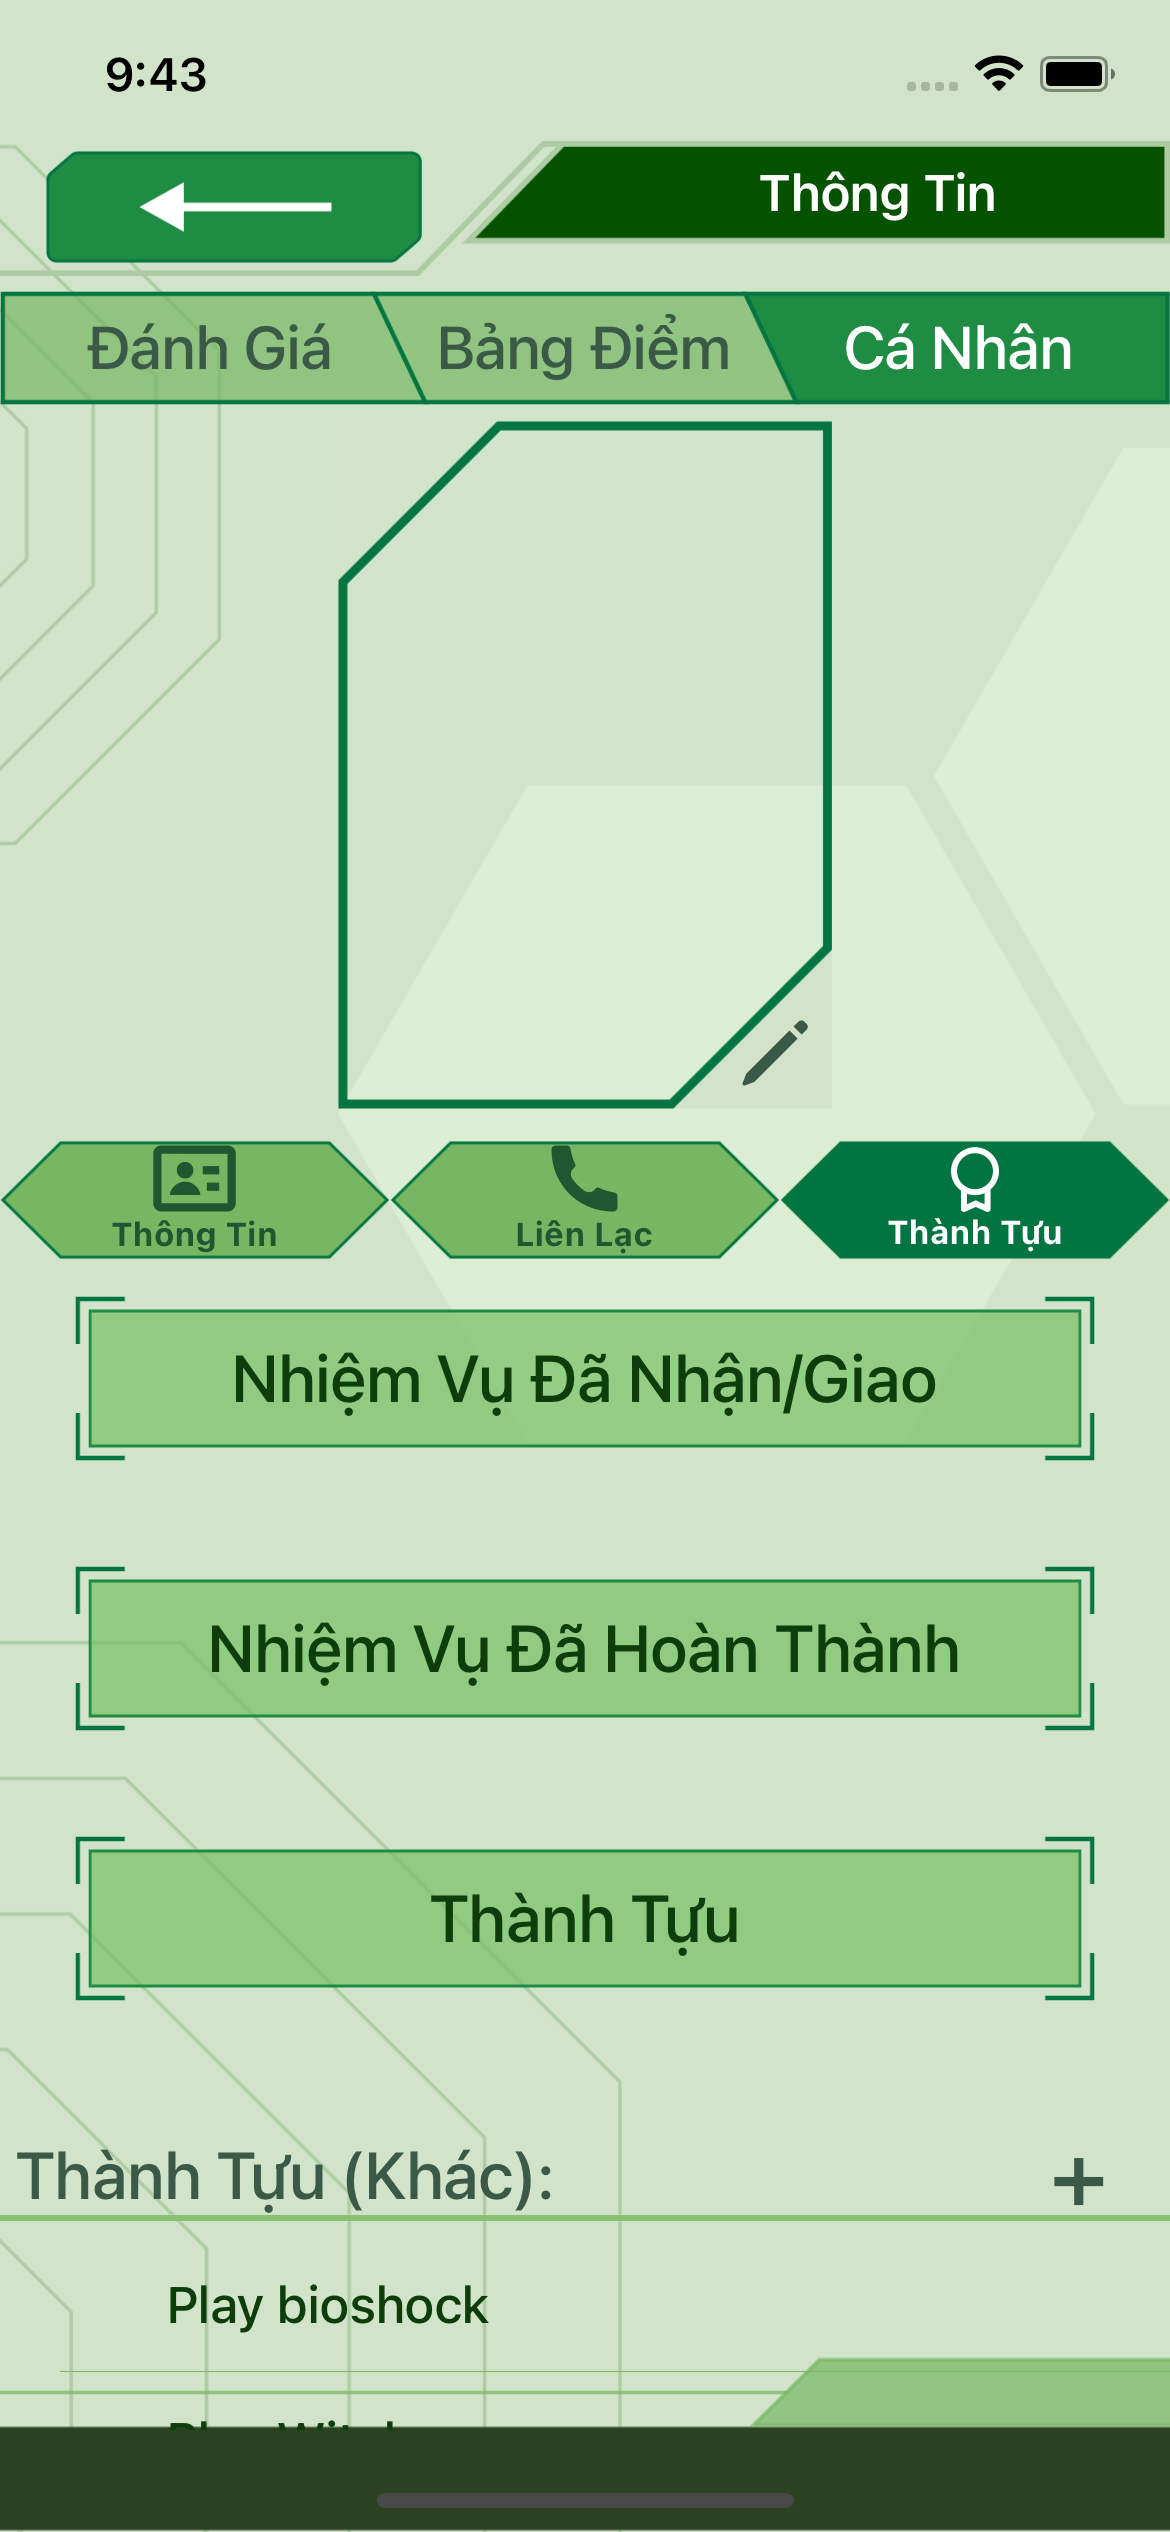 9:43
Thông Tin
Đánh Giá
Bảng Điểm
Cá Nhân
Thông Tin
Liên Lạc
Thành Tựu
Nhiệm Vụ Đã Nhận/Giao
Nhiệm Vụ Đã Hoàn Thành
Thành Tựu
Thành Tựu (Khác):
Play bioshock
Play